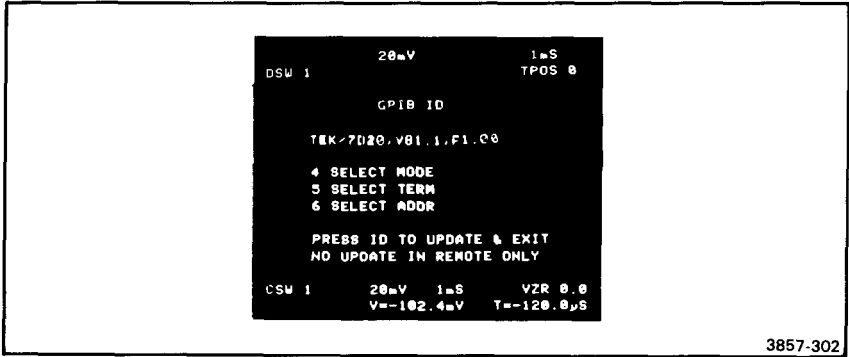 20mV 1mS
DSW 1 TPOS 0
GPIB ID
TEK/7D20,V81.1,F1.00
4 SELECT MODE
5 SELECT TERM
6 SELECT ADDR
PRESS ID TO UPDATE & EXIT
NO UPDATE IN REMOTE ONLY
CSW 1 20mV 1mS VZR 0.0
V=-102.4mV T=-120.0µS
3857-302